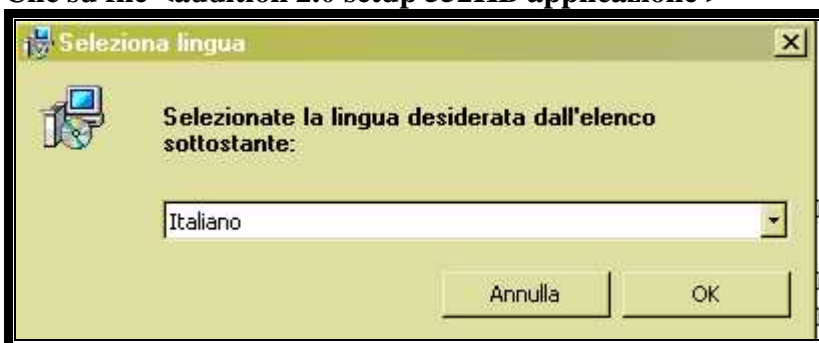 Seleziona lingua
Selezionate la lingua desiderata dall'elenco
sottostante:
Italiano
Annulla
OK